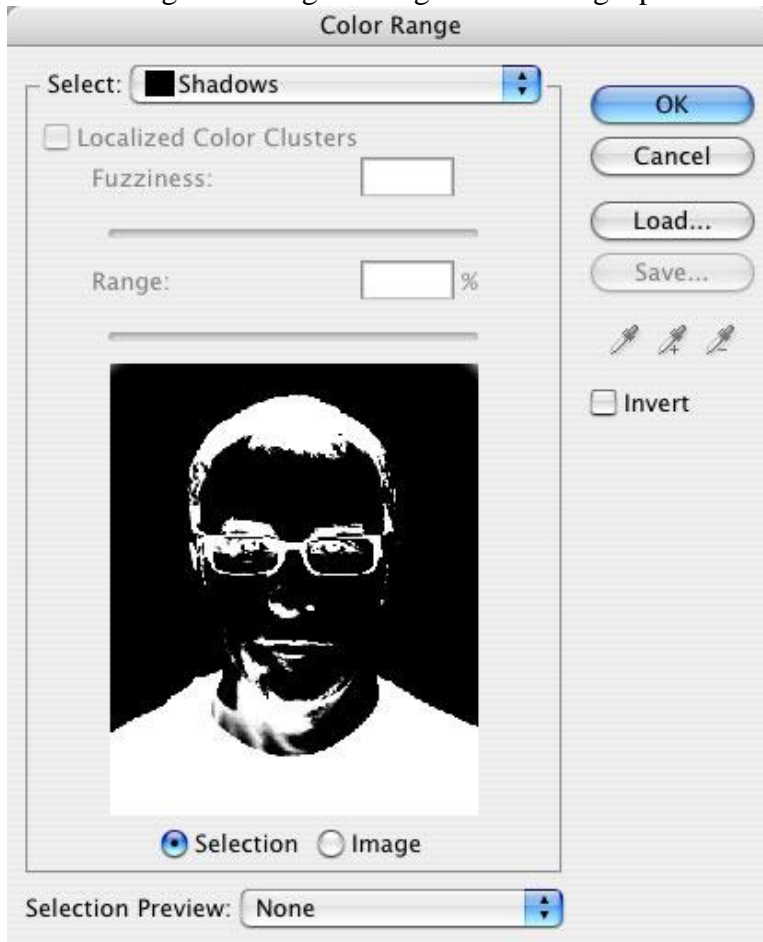 Color Range
Select: Shadows
OK
Localized Color Clusters
Cancel
Fuzziness:
Load...
Range: %
Save...
Invert
Selection Image
Selection Preview: None